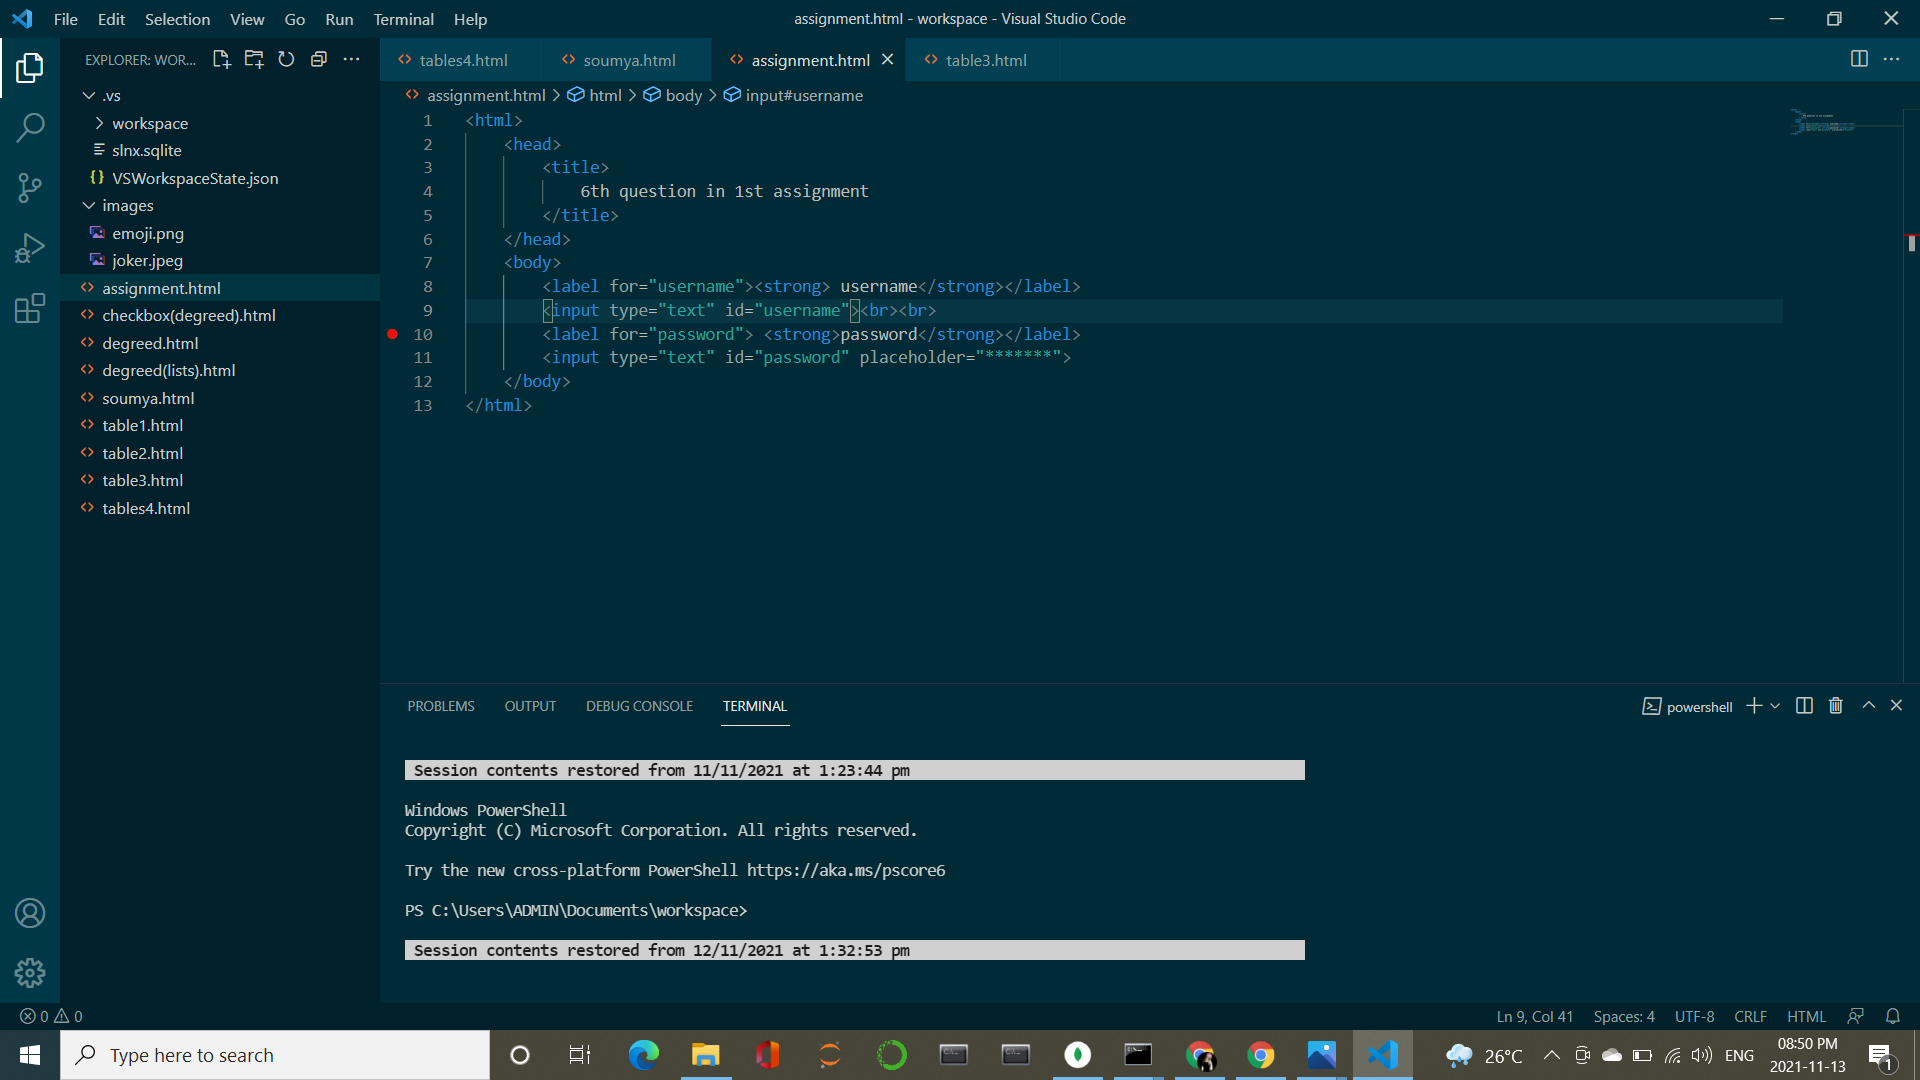 File Edit Selection View Go Run Terminal Help
assignment.html - workspace - Visual Studio Code
EXPLORER: WOR...
.vs
workspace
slnx.sqlite
VSWorkspaceState.json
images
emoji.png
joker.jpeg
assignment.html
checkbox(degreed).html
degreed.html
degreed(lists).html
soumya.html
table1.html
table2.html
table3.html
tables4.html
tables4.html soumya.html assignment.html table3.html
assignment.html > html > body > input#username
1 <html>
2 <head>
3 <title>
4 6th question in 1st assignment
5 </title>
6 </head>
7 <body>
8 <label for="username"><strong> username</strong></label>
9 <input type="text" id="username"><br><br>
10 <label for="password"> <strong>password</strong></label>
11 <input type="text" id="password" placeholder="*******">
12 </body>
13 </html>
PROBLEMS OUTPUT DEBUG CONSOLE TERMINAL
powershell
Session contents restored from 11/11/2021 at 1:23:44 pm
Windows PowerShell
Copyright (C) Microsoft Corporation. All rights reserved.
Try the new cross-platform PowerShell https://aka.ms/pscore6
PS C:\Users\ADMIN\Documents\workspace>
Session contents restored from 12/11/2021 at 1:32:53 pm
0 0
Ln 9, Col 41 Spaces: 4 UTF-8 CRLF HTML
Type here to search
26°C
ENG
08:50 PM
2021-11-13
1